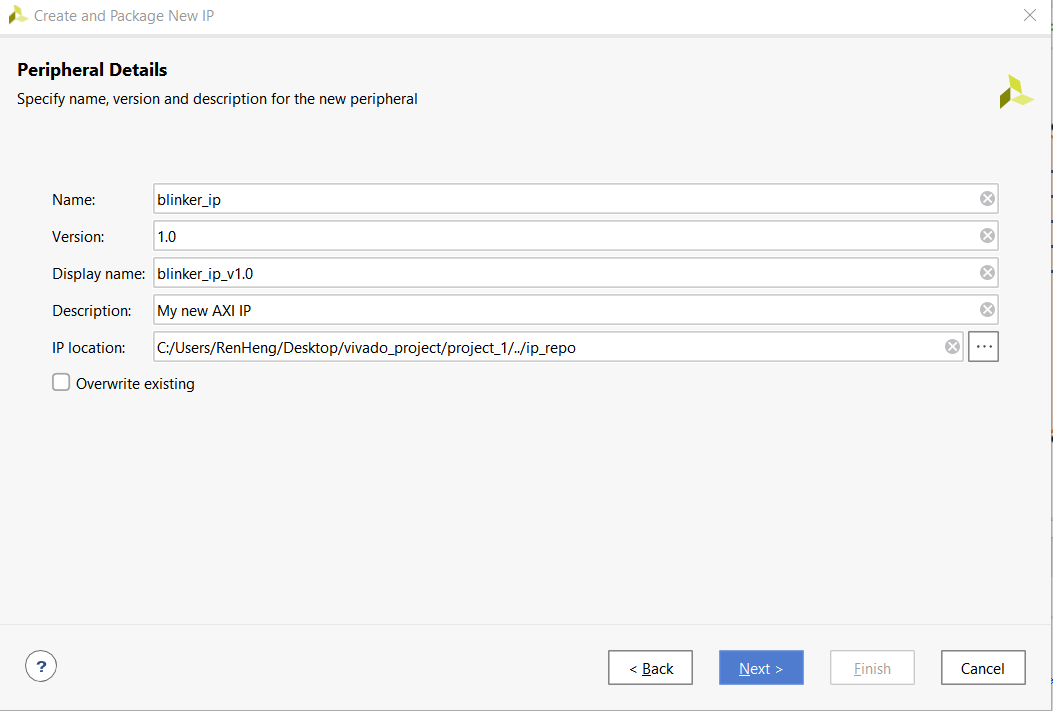 Create and Package New IP
Peripheral Details
Specify name, version and description for the new peripheral
Name: blinker_ip
Version: 1.0
Display name: blinker_ip_v1.0
Description: My new AXI IP
IP location: C:/Users/RenHeng/Desktop/vivado_project/project_1/../ip_repo ...
Overwrite existing
? < Back Next > Finish Cancel